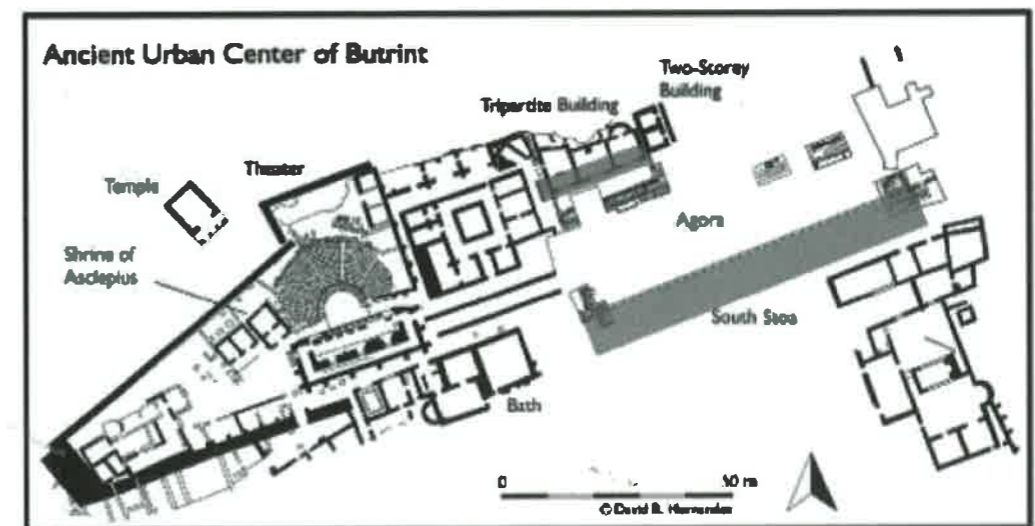 Ancient Urban Center of Butrint
Two-Storey
Building
Tripartite Building
Theater
Temple
Shrine of
Asclepius
Agora
South Stoa
Bath
0 50 m
© David R. Hernandez